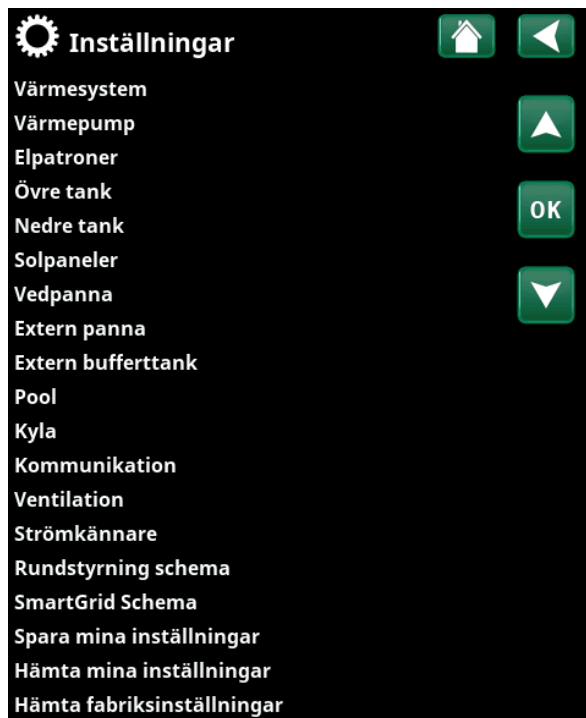 Inställningar
Värmesystem
Värmepump
Elpatroner
Övre tank
OK
Nedre tank
Solpaneler
Vedpanna
Extern panna
Extern bufferttank
Pool
Kyla
Kommunikation
Ventilation
Strömkännare
Rundstyrning schema
SmartGrid Schema
Spara mina inställningar
Hämta mina inställningar
Hämta fabriksinställningar